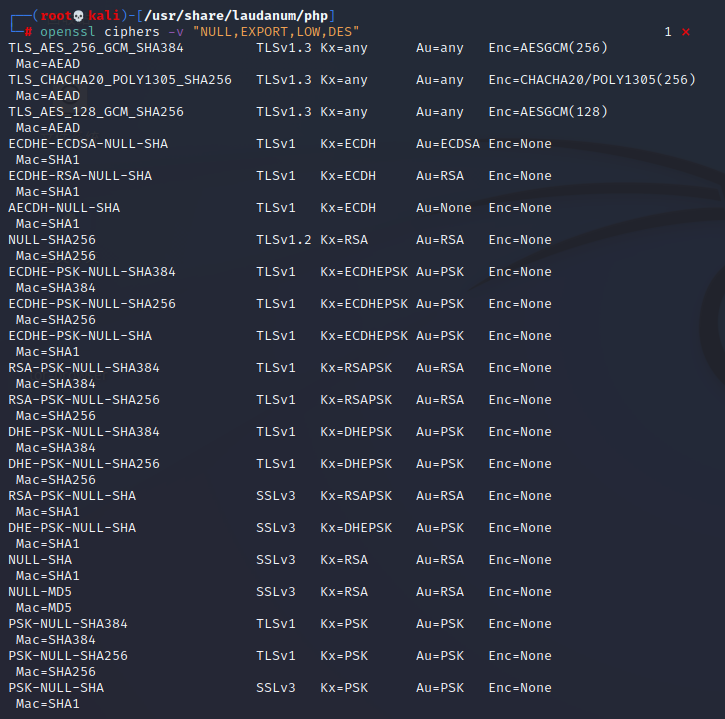 ┌──(root💀kali)-[/usr/share/laudanum/php]
└─# openssl ciphers -v "NULL,EXPORT,LOW,DES" 1 ⨯
TLS_AES_256_GCM_SHA384 TLSv1.3 Kx=any Au=any Enc=AESGCM(256)
Mac=AEAD
TLS_CHACHA20_POLY1305_SHA256 TLSv1.3 Kx=any Au=any Enc=CHACHA20/POLY1305(256)
Mac=AEAD
TLS_AES_128_GCM_SHA256 TLSv1.3 Kx=any Au=any Enc=AESGCM(128)
Mac=AEAD
ECDHE-ECDSA-NULL-SHA TLSv1 Kx=ECDH Au=ECDSA Enc=None
Mac=SHA1
ECDHE-RSA-NULL-SHA TLSv1 Kx=ECDH Au=RSA Enc=None
Mac=SHA1
AECDH-NULL-SHA TLSv1 Kx=ECDH Au=None Enc=None
Mac=SHA1
NULL-SHA256 TLSv1.2 Kx=RSA Au=RSA Enc=None
Mac=SHA256
ECDHE-PSK-NULL-SHA384 TLSv1 Kx=ECDHEPSK Au=PSK Enc=None
Mac=SHA384
ECDHE-PSK-NULL-SHA256 TLSv1 Kx=ECDHEPSK Au=PSK Enc=None
Mac=SHA256
ECDHE-PSK-NULL-SHA TLSv1 Kx=ECDHEPSK Au=PSK Enc=None
Mac=SHA1
RSA-PSK-NULL-SHA384 TLSv1 Kx=RSAPSK Au=RSA Enc=None
Mac=SHA384
RSA-PSK-NULL-SHA256 TLSv1 Kx=RSAPSK Au=RSA Enc=None
Mac=SHA256
DHE-PSK-NULL-SHA384 TLSv1 Kx=DHEPSK Au=PSK Enc=None
Mac=SHA384
DHE-PSK-NULL-SHA256 TLSv1 Kx=DHEPSK Au=PSK Enc=None
Mac=SHA256
RSA-PSK-NULL-SHA SSLv3 Kx=RSAPSK Au=RSA Enc=None
Mac=SHA1
DHE-PSK-NULL-SHA SSLv3 Kx=DHEPSK Au=PSK Enc=None
Mac=SHA1
NULL-SHA SSLv3 Kx=RSA Au=RSA Enc=None
Mac=SHA1
NULL-MD5 SSLv3 Kx=RSA Au=RSA Enc=None
Mac=MD5
PSK-NULL-SHA384 TLSv1 Kx=PSK Au=PSK Enc=None
Mac=SHA384
PSK-NULL-SHA256 TLSv1 Kx=PSK Au=PSK Enc=None
Mac=SHA256
PSK-NULL-SHA SSLv3 Kx=PSK Au=PSK Enc=None
Mac=SHA1